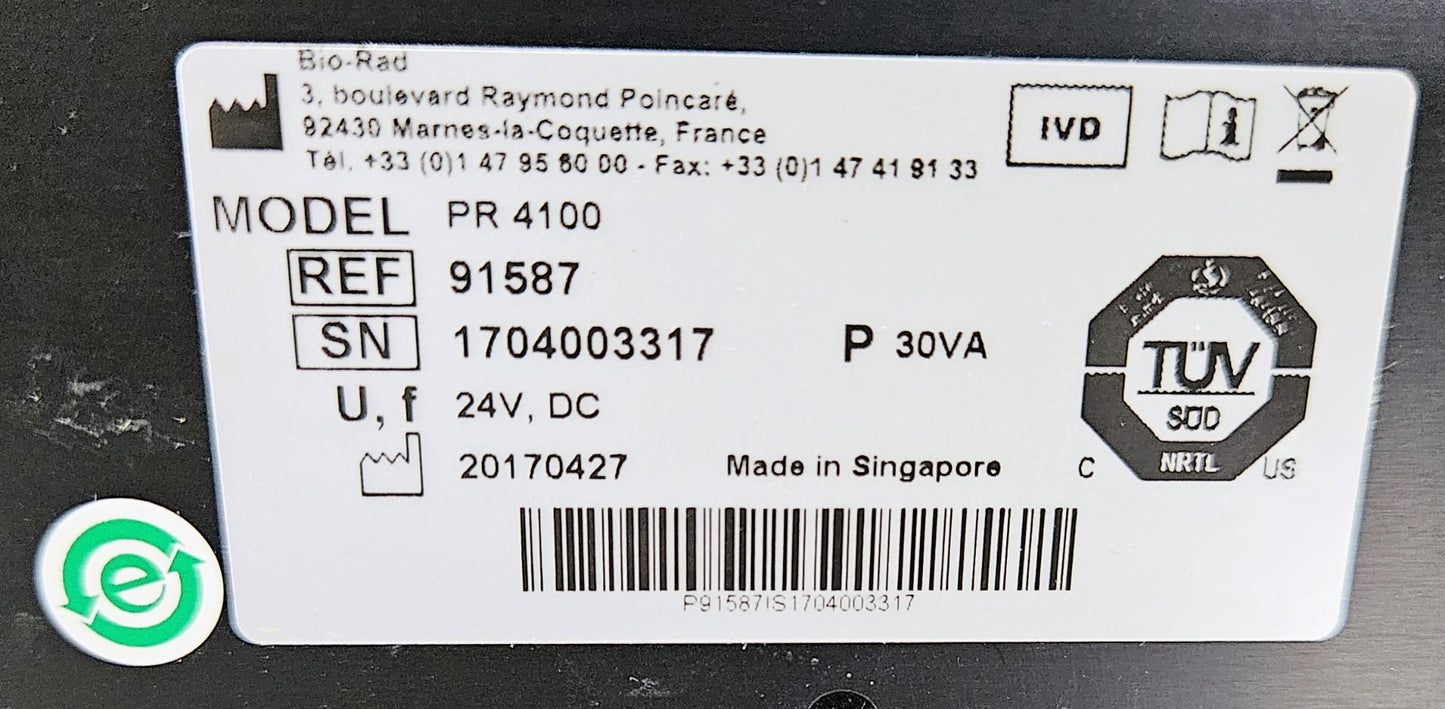 Bio-Rad
3, boulevard Raymond Poincaré,
92430 Marnes-la-Coquette, France
Tél. +33 (0)1 47 95 60 00 - Fax: +33 (0)1 47 41 91 33
IVD
MODEL PR 4100
REF 91587
SN 1704003317 P 30VA
U, f 24V, DC
20170427 Made in Singapore
TÜV
SÜD
C NRTL US
P91587IS1704003317
e